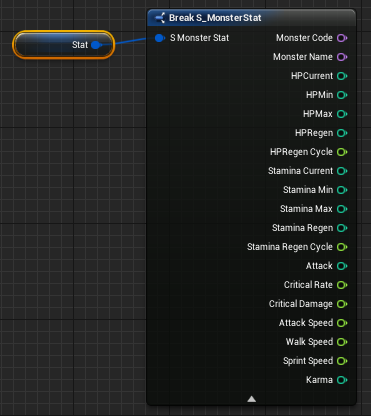 Break S_MonsterStat
Stat
S Monster Stat
Monster Code
Monster Name
HPCurrent
HPMin
HPMax
HPRegen
HPRegen Cycle
Stamina Current
Stamina Min
Stamina Max
Stamina Regen
Stamina Regen Cycle
Attack
Critical Rate
Critical Damage
Attack Speed
Walk Speed
Sprint Speed
Karma